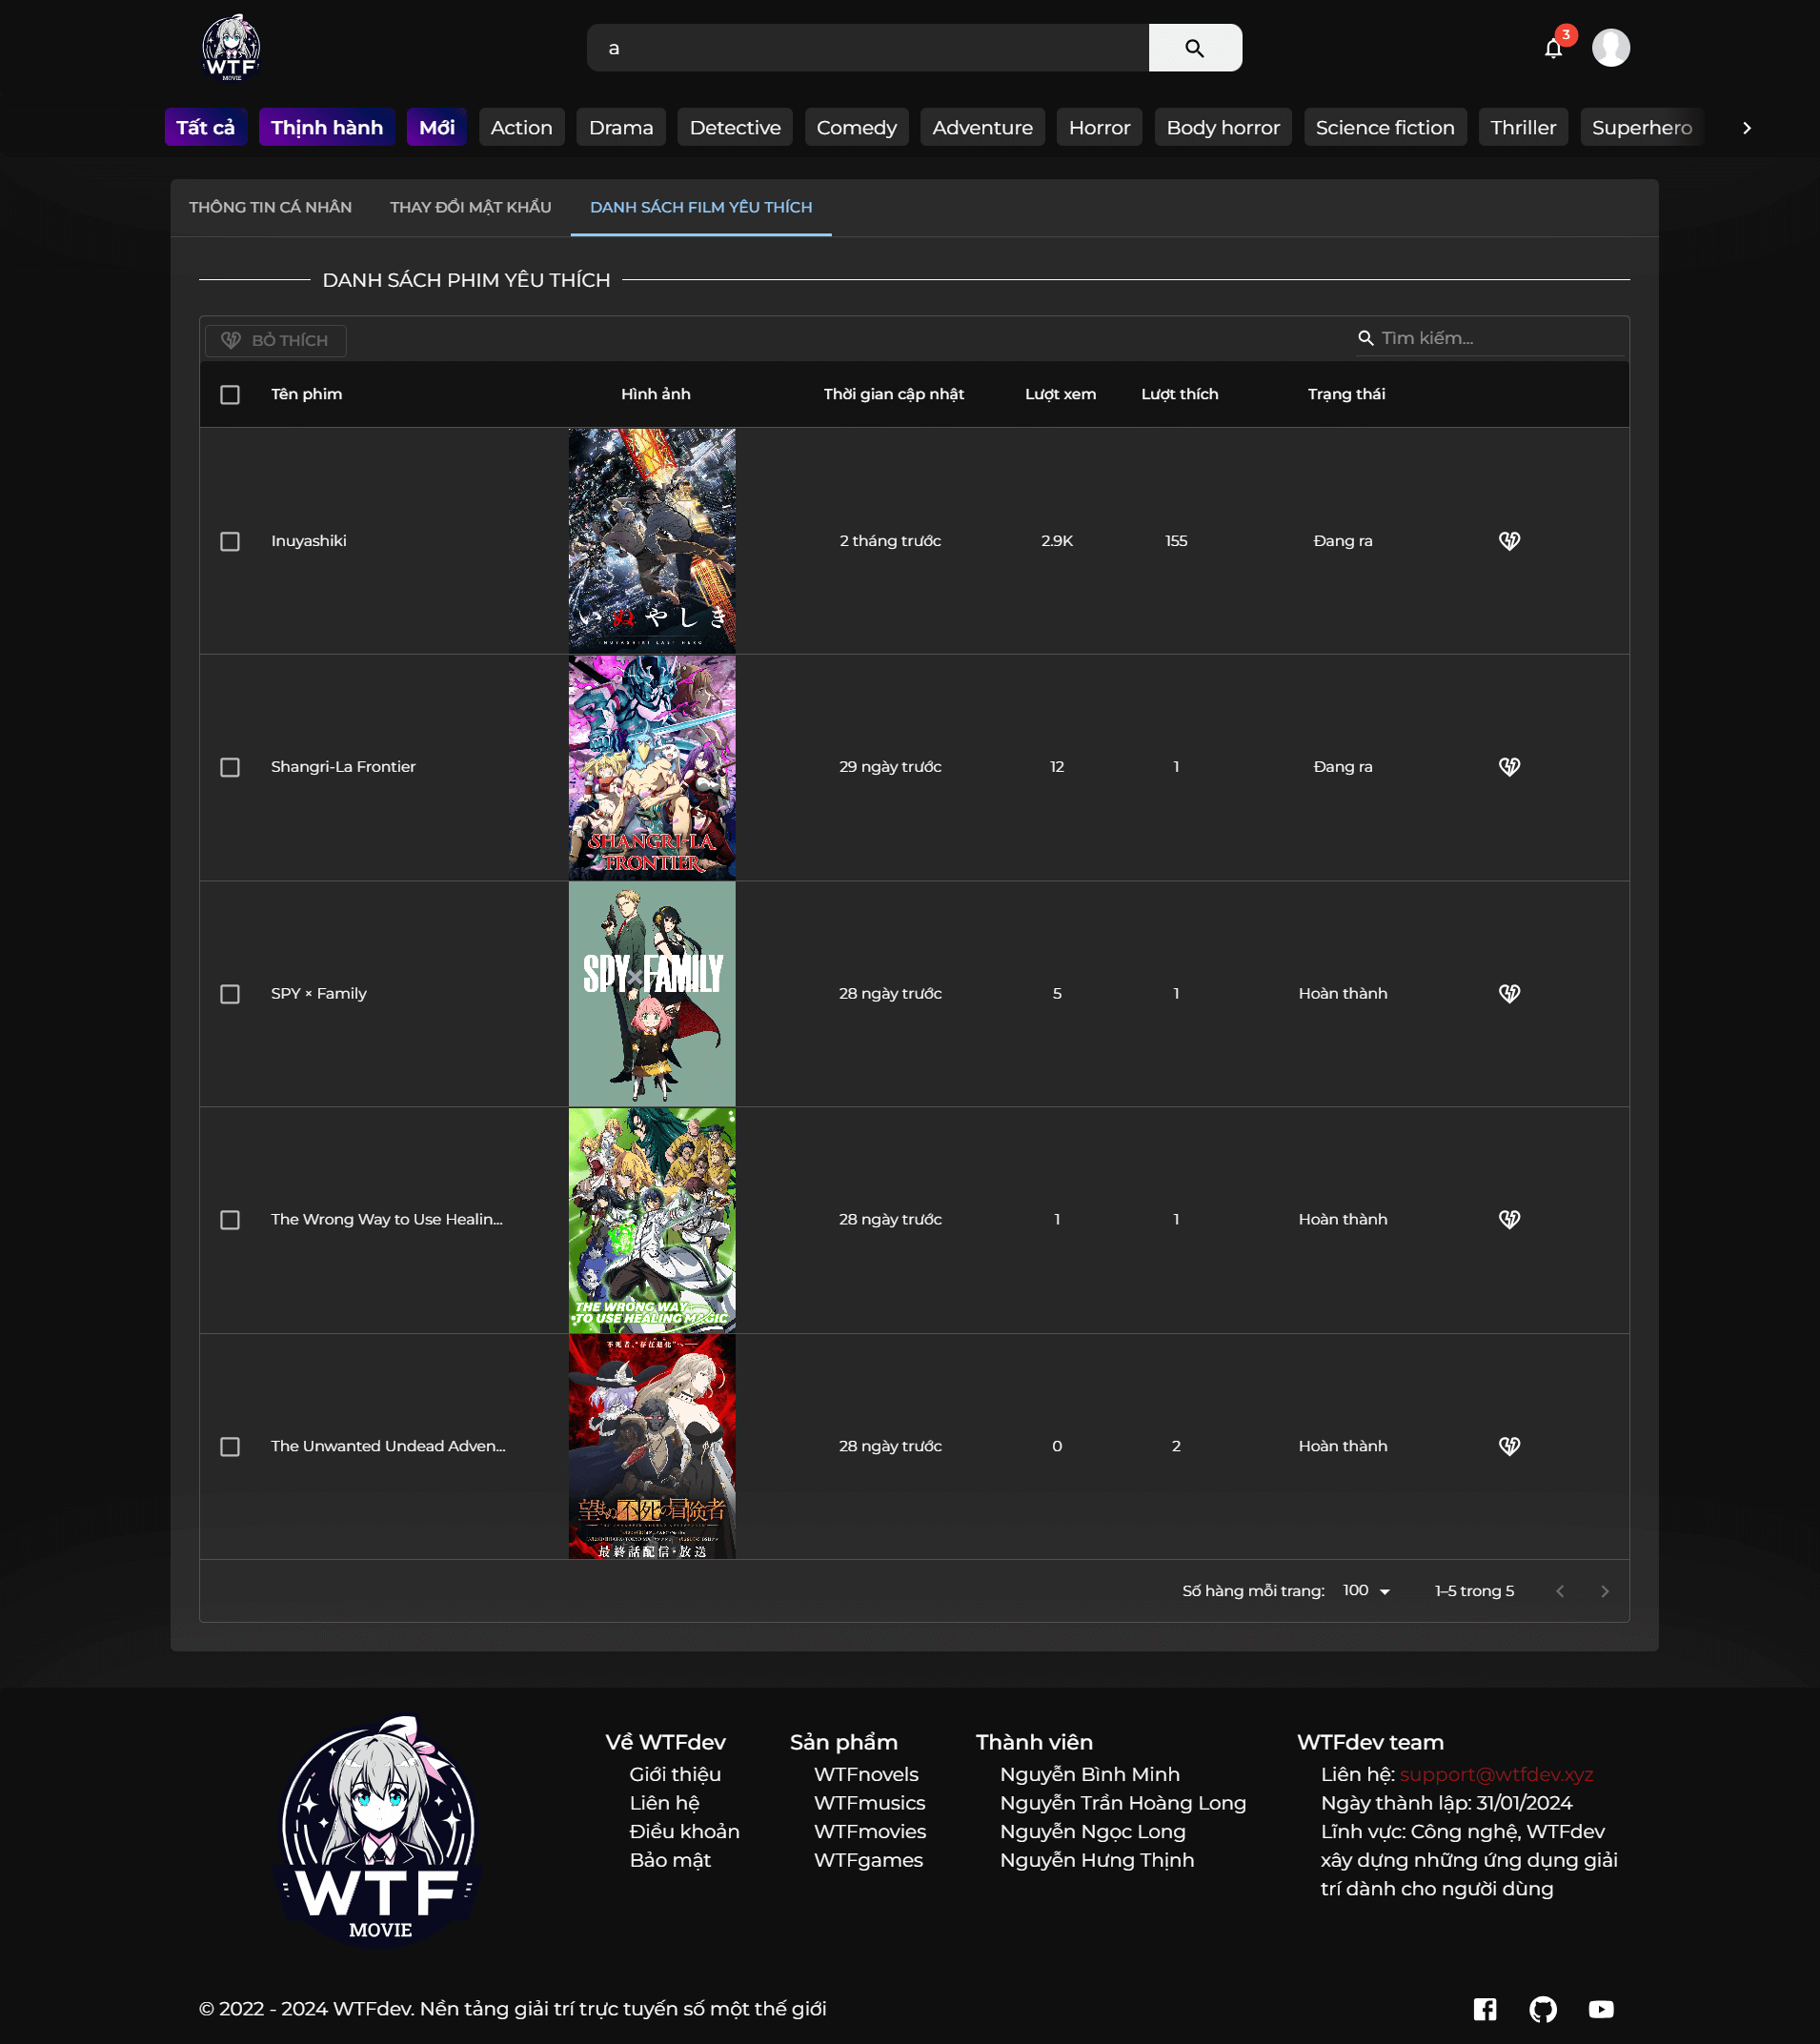 WTF
MOVIE
a
3
Tất cả
Thịnh hành
Mới
Action
Drama
Detective
Comedy
Adventure
Horror
Body horror
Science fiction
Thriller
Superhero
THÔNG TIN CÁ NHÂN
THAY ĐỔI MẬT KHẨU
DANH SÁCH FILM YÊU THÍCH
DANH SÁCH PHIM YÊU THÍCH
BỎ THÍCH
Tìm kiếm...
Tên phim
Hình ảnh
Thời gian cập nhật
Lượt xem
Lượt thích
Trạng thái
Inuyashiki
いぬやしき
INUYASHIKI LAST HERO
2 tháng trước
2.9K
155
Đang ra
Shangri-La Frontier
SHANGRI-LA
FRONTIER
29 ngày trước
12
1
Đang ra
SPY × Family
SPY×FAMILY
28 ngày trước
5
1
Hoàn thành
The Wrong Way to Use Healin...
THE WRONG WAY
TO USE HEALING MAGIC
28 ngày trước
1
1
Hoàn thành
The Unwanted Undead Adven...
望まぬ不死の冒険者
最終話配信・放送
28 ngày trước
0
2
Hoàn thành
Số hàng mỗi trang:
100
1–5 trong 5
WTF
MOVIE
Về WTFdev
Giới thiệu
Liên hệ
Điều khoản
Bảo mật
Sản phẩm
WTFnovels
WTFmusics
WTFmovies
WTFgames
Thành viên
Nguyễn Bình Minh
Nguyễn Trần Hoàng Long
Nguyễn Ngọc Long
Nguyễn Hưng Thịnh
WTFdev team
Liên hệ: support@wtfdev.xyz
Ngày thành lập: 31/01/2024
Lĩnh vực: Công nghệ, WTFdev
xây dựng những ứng dụng giải
trí dành cho người dùng
© 2022 - 2024 WTFdev. Nền tảng giải trí trực tuyến số một thế giới